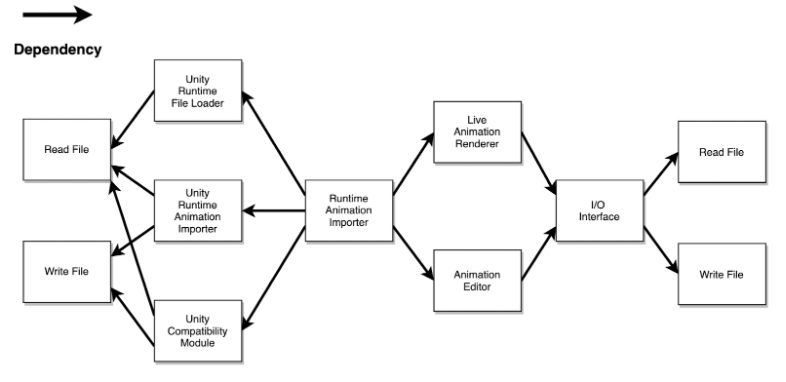 Dependency
Unity
Runtime
File Loader
Read File
Unity
Runtime
Animation
Importer
Write File
Unity
Compatibility
Module
Runtime
Animation
Importer
Live
Animation
Renderer
Animation
Editor
I/O
Interface
Read File
Write File